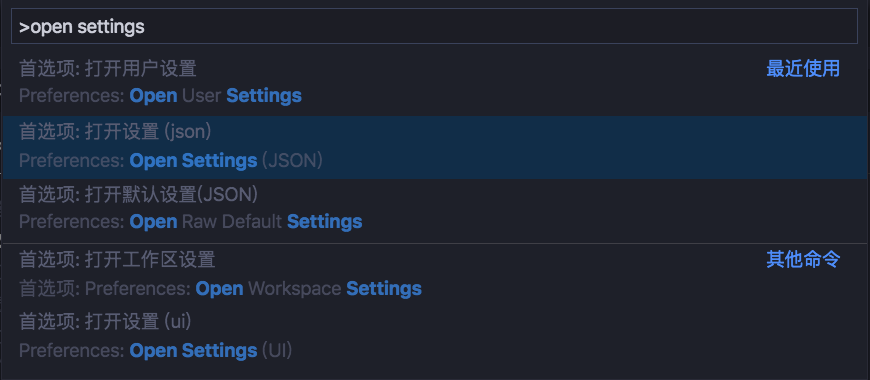 >open settings
首选项: 打开用户设置 最近使用
Preferences: Open User Settings
首选项: 打开设置 (json)
Preferences: Open Settings (JSON)
首选项: 打开默认设置(JSON)
Preferences: Open Raw Default Settings
首选项: 打开工作区设置 其他命令
首选项: Preferences: Open Workspace Settings
首选项: 打开设置 (ui)
Preferences: Open Settings (UI)